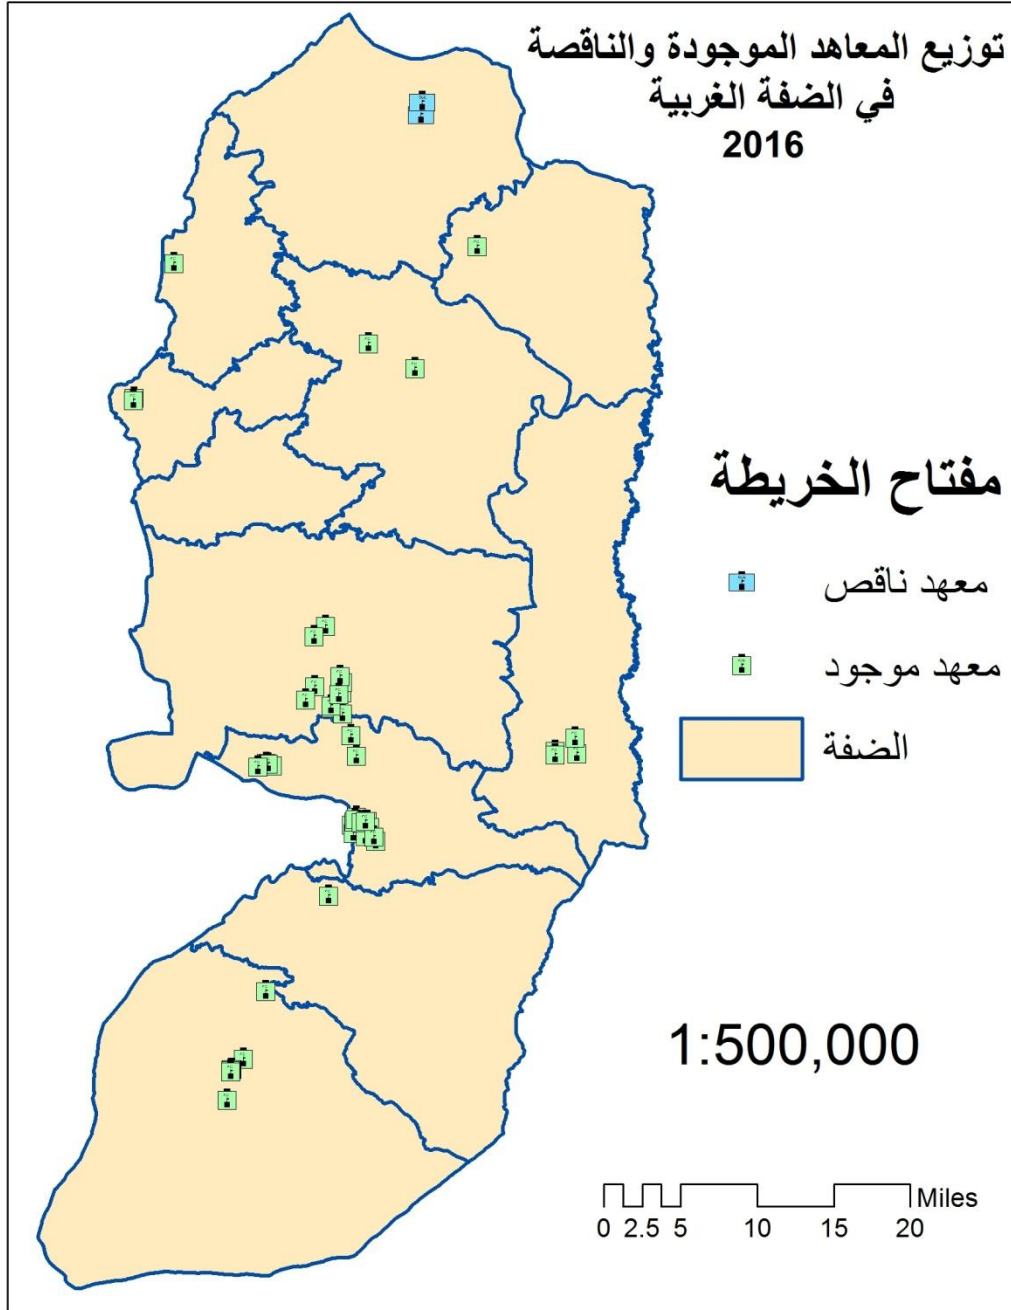 توزيع المعاهد الموجودة والناقصة
في الضفة الغربية
2016
مفتاح الخريطة
معهد ناقص
معهد موجود
الضفة
1:500,000
Miles
0 2.5 5 10 15 20